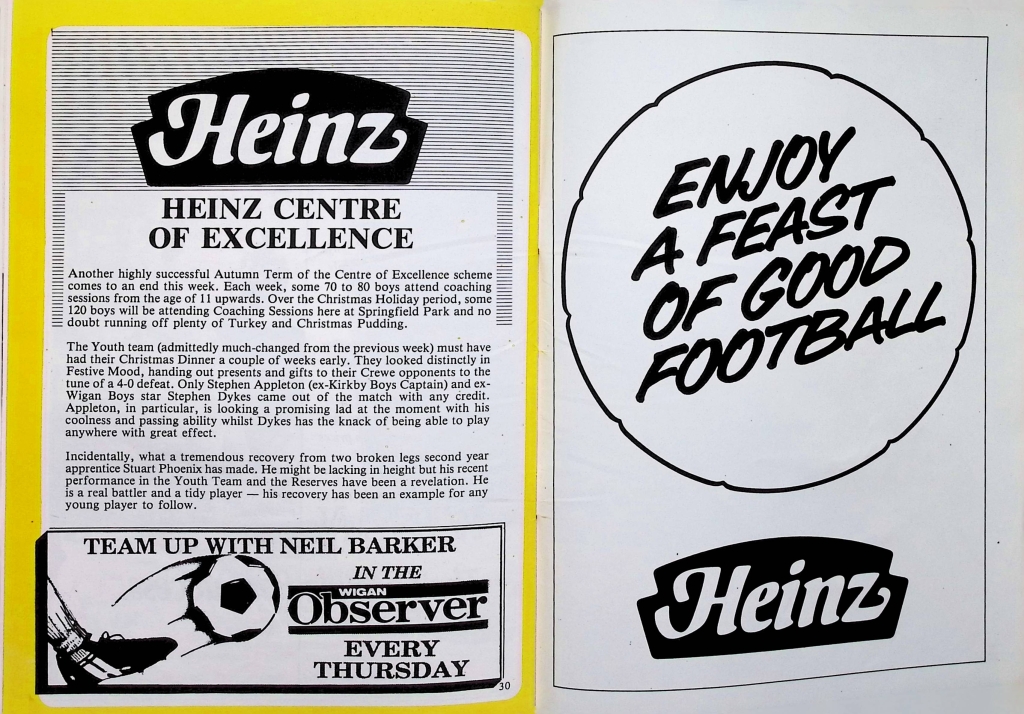 Heinz
HEINZ CENTRE
OF EXCELLENCE
Another highly successful Autumn Term of the Centre of Excellence scheme
comes to an end this week. Each week, some 70 to 80 boys attend coaching
sessions from the age of 11 upwards. Over the Christmas Holiday period, some
120 boys will be attending Coaching Sessions here at Springfield Park and no
doubt running off plenty of Turkey and Christmas Pudding.
The Youth team (admittedly much-changed from the previous week) must have
had their Christmas Dinner a couple of weeks early. They looked distinctly in
Festive Mood, handing out presents and gifts to their Crewe opponents to the
tune of a 4-0 defeat. Only Stephen Appleton (ex-Kirkby Boys Captain) and ex-
Wigan Boys star Stephen Dykes came out of the match with any credit.
Appleton, in particular, is looking a promising lad at the moment with his
coolness and passing ability whilst Dykes has the knack of being able to play
anywhere with great effect.
Incidentally, what a tremendous recovery from two broken legs second year
apprentice Stuart Phoenix has made. He might be lacking in height but his recent
performance in the Youth Team and the Reserves have been a revelation. He
is a real battler and a tidy player — his recovery has been an example for any
young player to follow.
TEAM UP WITH NEIL BARKER
IN THE
WIGAN
Observer
EVERY
THURSDAY
30
ENJOY
A FEAST
OF GOOD
FOOTBALL
Heinz